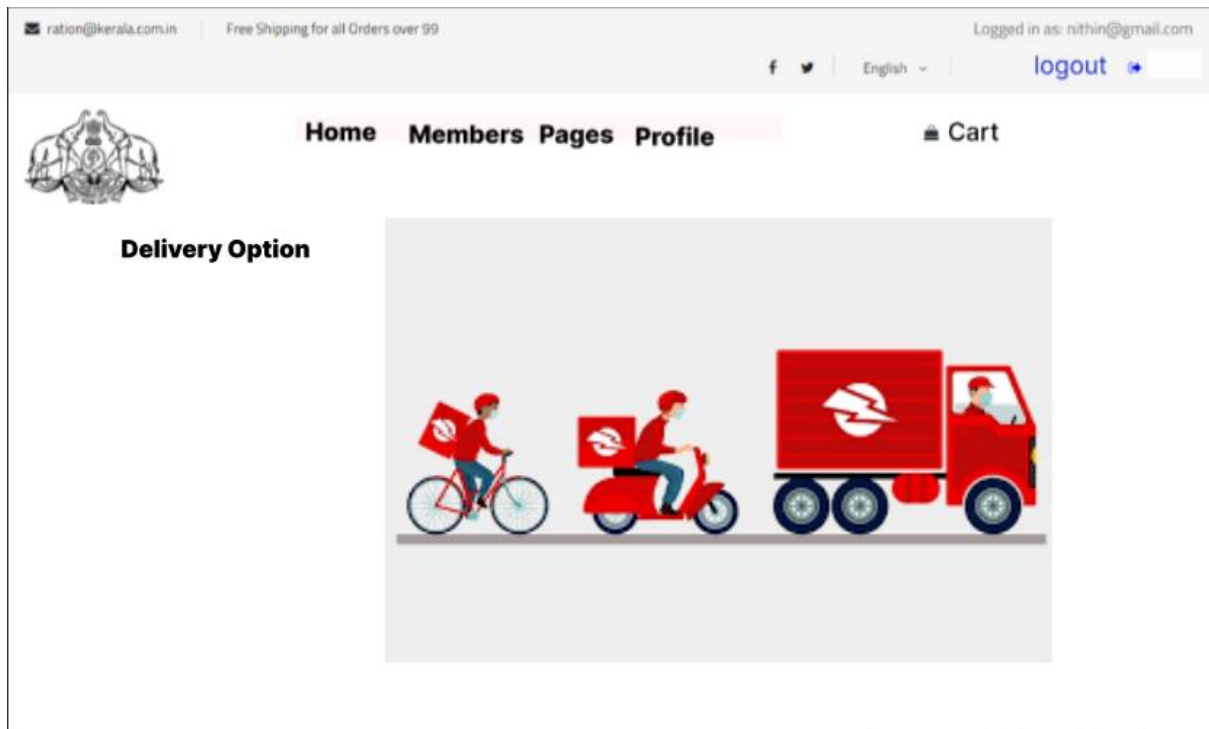 ration@kerala.com.in
Free Shipping for all Orders over 99
Logged in as: nithin@gmail.com
English
logout
Home Members Pages Profile
Cart
Delivery Option